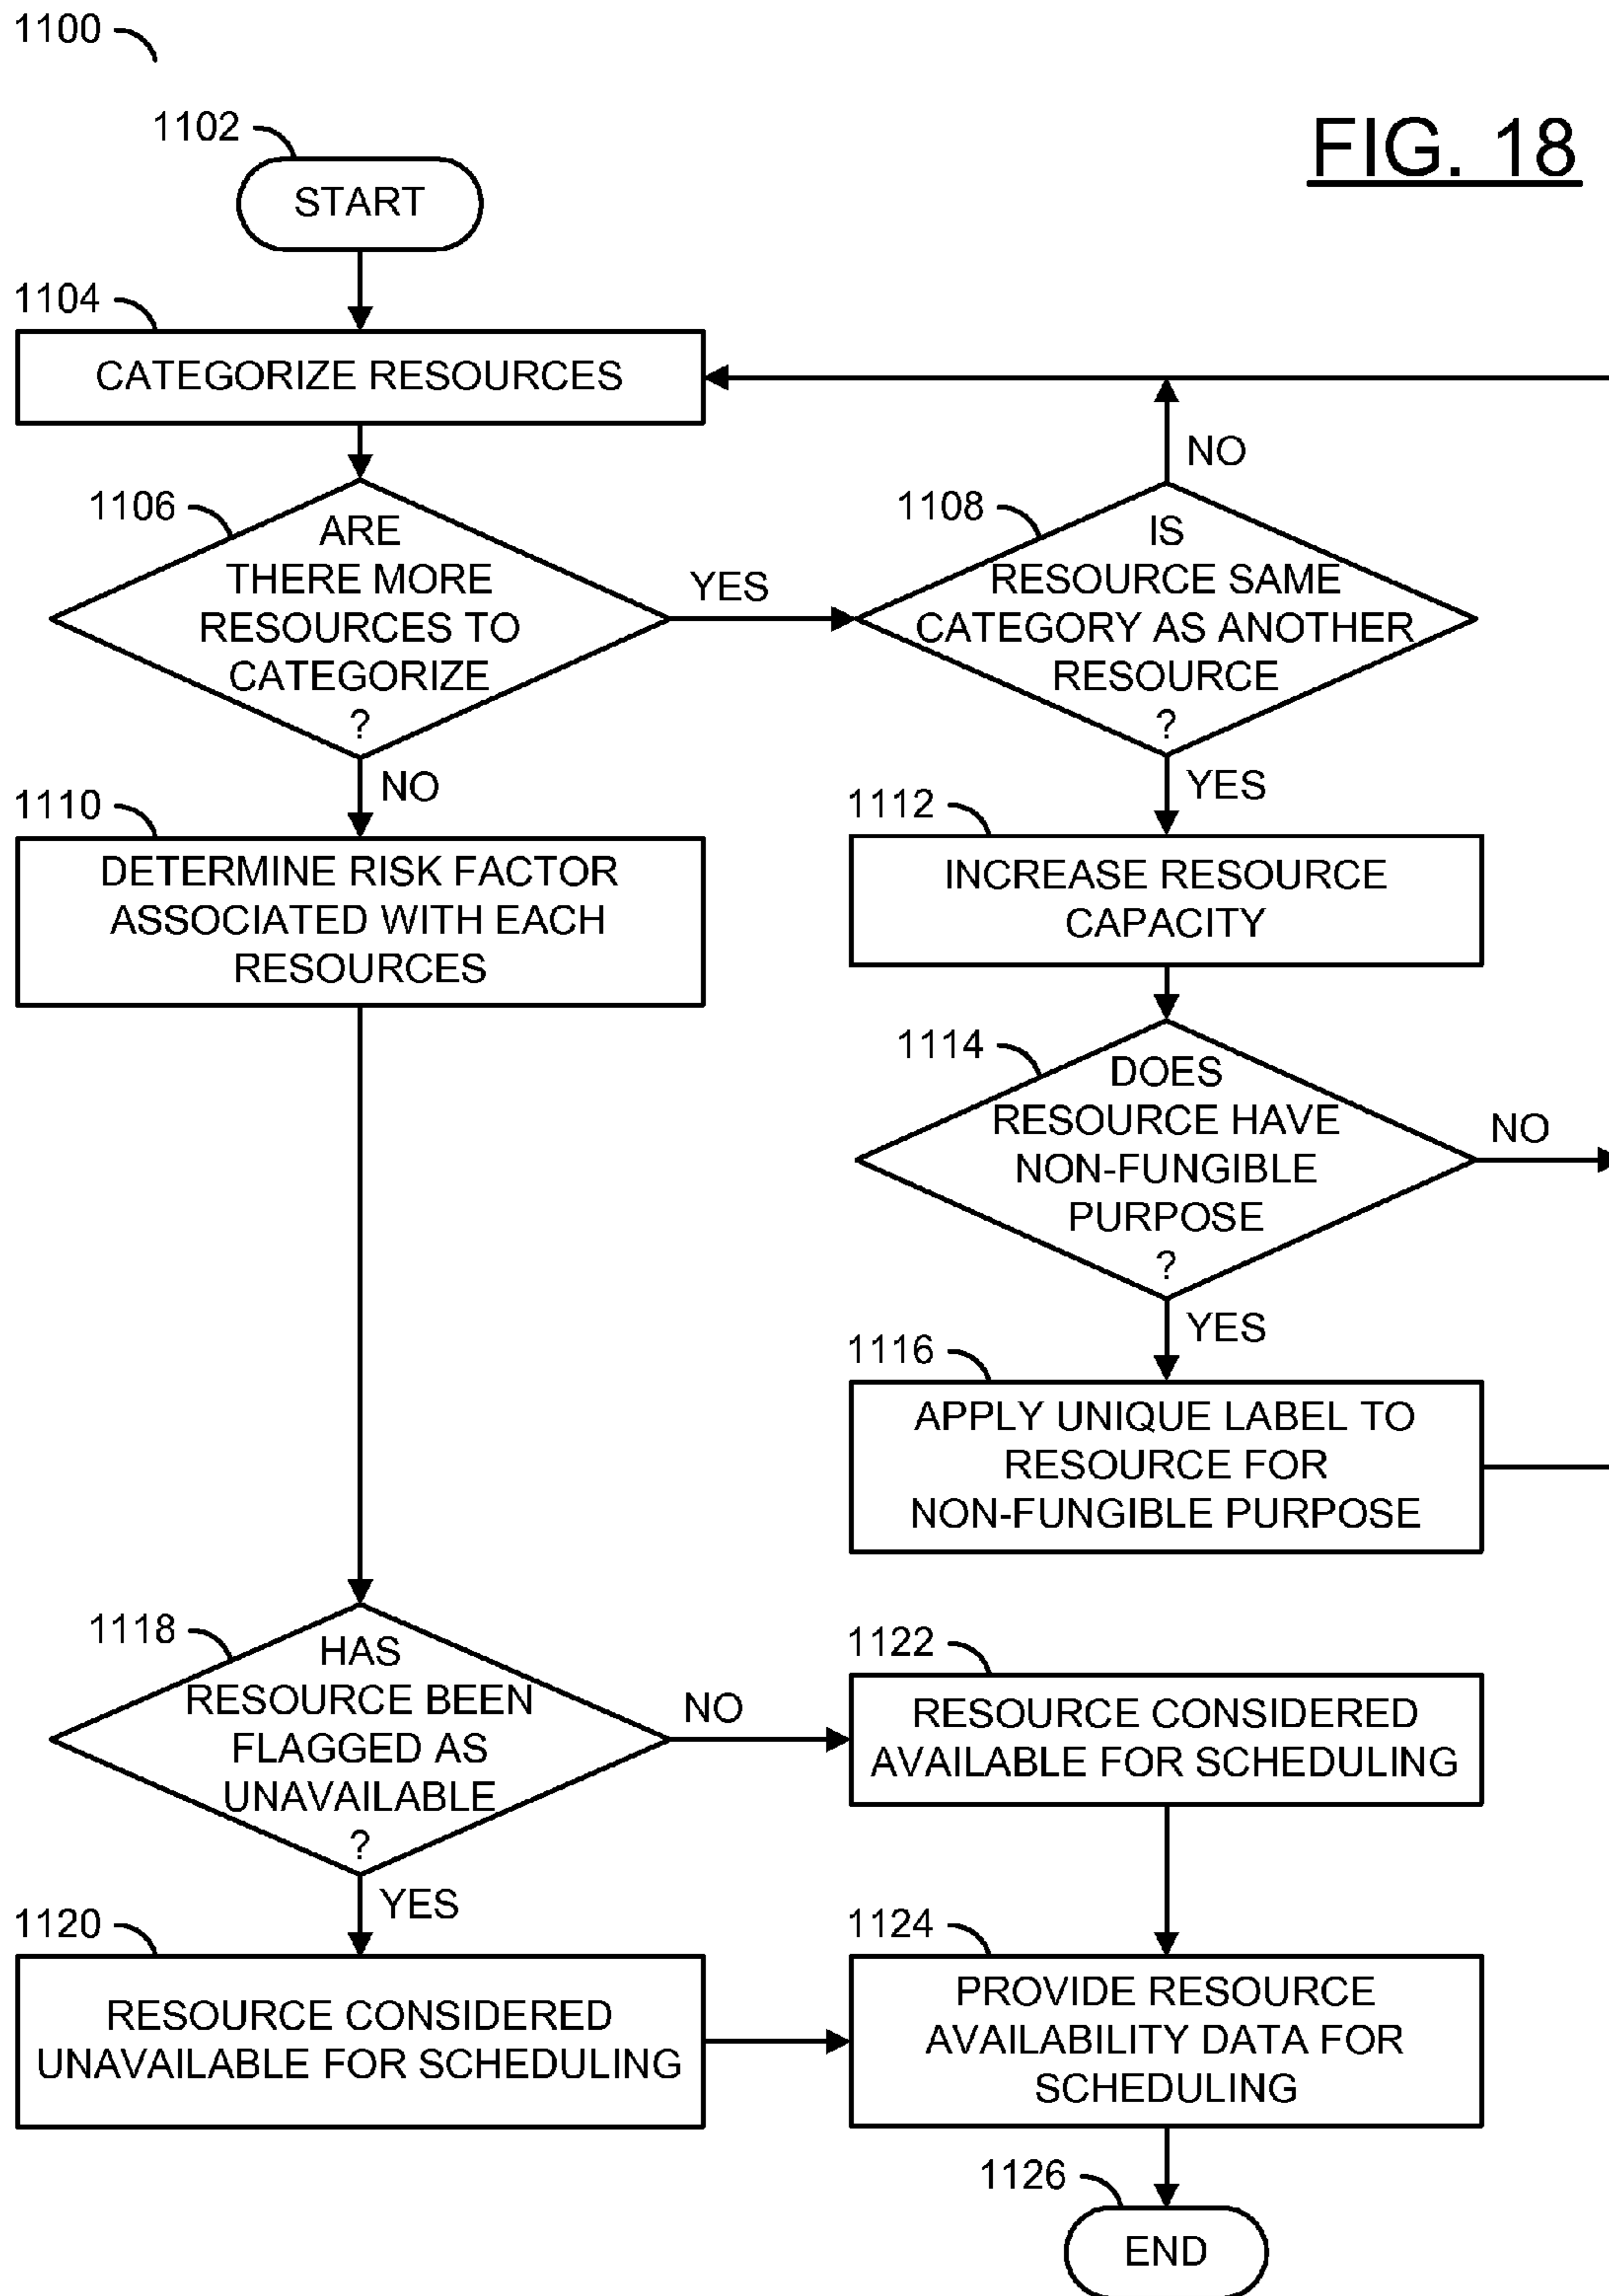 1100
1102
FIG. 18
START
1104
CATEGORIZE RESOURCES
NO
1106
ARE
THERE MORE
RESOURCES TO
CATEGORIZE
?
YES
1108
IS
RESOURCE SAME
CATEGORY AS ANOTHER
RESOURCE
?
NO
YES
1110
DETERMINE RISK FACTOR
ASSOCIATED WITH EACH
RESOURCES
1112
INCREASE RESOURCE
CAPACITY
1114
DOES
RESOURCE HAVE
NON-FUNGIBLE
PURPOSE
?
NO
YES
1116
APPLY UNIQUE LABEL TO
RESOURCE FOR
NON-FUNGIBLE PURPOSE
1118
HAS
RESOURCE BEEN
FLAGGED AS
UNAVAILABLE
?
NO
1122
RESOURCE CONSIDERED
AVAILABLE FOR SCHEDULING
YES
1120
RESOURCE CONSIDERED
UNAVAILABLE FOR SCHEDULING
1124
PROVIDE RESOURCE
AVAILABILITY DATA FOR
SCHEDULING
1126
END